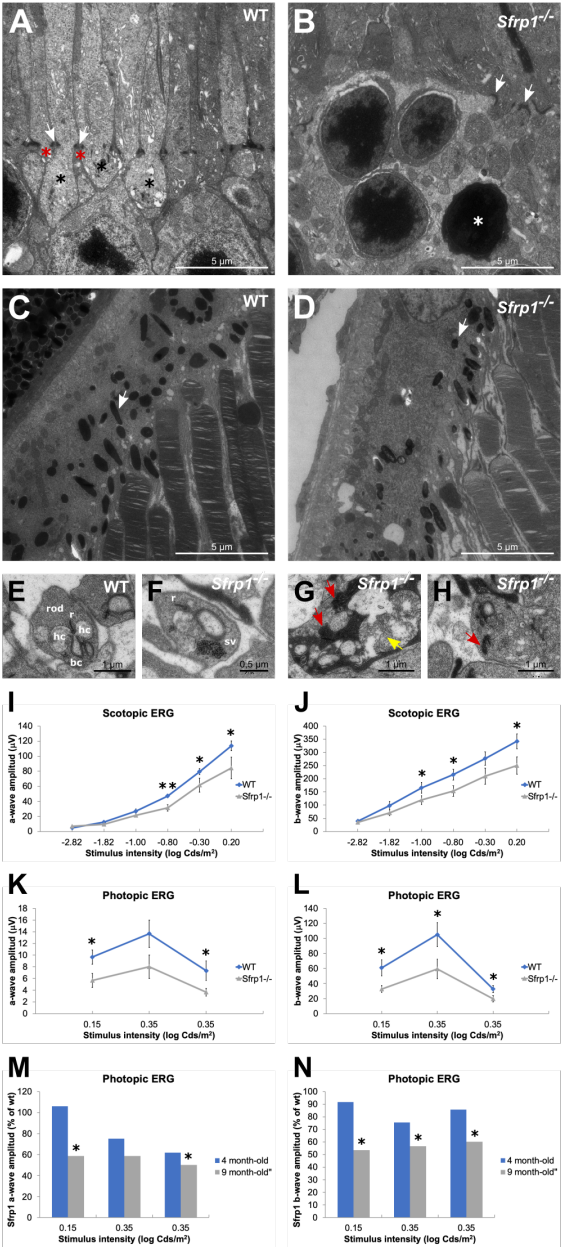 A WT
B Sfrp1-/-
*
*
*
*
*
*
5 µm
5 µm
C WT
D Sfrp1-/-
5 µm
5 µm
E WT
F Sfrp1-/-
G Sfrp1-/-
H Sfrp1-/-
rod
r
hc
hc
bc
1 µm
r
sv
0,5 µm
1 µm
1 µm
I
Scotopic ERG
a-wave amplitud (µV)
140
120
100
80
60
40
20
0
**
*
*
WT
Sfrp1-/-
-2.82 -1.82 -1.00 -0.80 -0.30 0.20
Stimulus intensity (log Cds/m²)
J
Scotopic ERG
b-wave amplitud (µV)
400
350
300
250
200
150
100
50
0
*
*
*
WT
Sfrp1-/-
-2.82 -1.82 -1.00 -0.80 -0.30 0.20
Stimulus intensity (log Cds/m²)
K
Photopic ERG
a-wave amplitud (µV)
18
16
14
12
10
8
6
4
2
0
*
*
WT
Sfrp1-/-
0.15 0.35 0.35
Stimulus intensity (log Cds/m²)
L
Photopic ERG
b-wave amplitud (µV)
140
120
100
80
60
40
20
0
*
*
*
WT
Sfrp1-/-
0.15 0.35 0.35
Stimulus intensity (log Cds/m²)
M
Photopic ERG
Sfrp1 a-wave amplitud (% of wt)
120
100
80
60
40
20
0
*
*
4 month-old
9 month-old"
0.15 0.35 0.35
Stimulus intensity (log Cds/m²)
N
Photopic ERG
Sfrp1 b-wave amplitud (% of wt)
100
90
80
70
60
50
40
30
20
10
0
*
*
*
4 month-old
9 month-old"
0.15 0.35 0.35
Stimulus intensity (log Cds/m²)